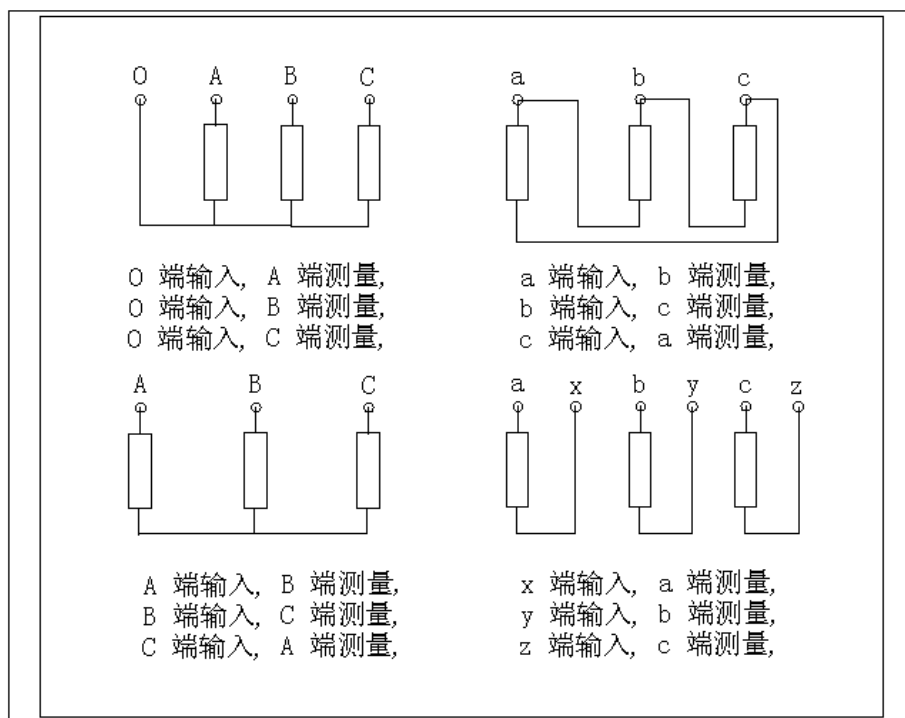 O A B C
a b c
O 端输入, A 端测量,
O 端输入, B 端测量,
O 端输入, C 端测量,
a 端输入, b 端测量,
b 端输入, c 端测量,
c 端输入, a 端测量,
A B C
a x b y c z
A 端输入, B 端测量,
B 端输入, C 端测量,
C 端输入, A 端测量,
x 端输入, a 端测量,
y 端输入, b 端测量,
z 端输入, c 端测量,